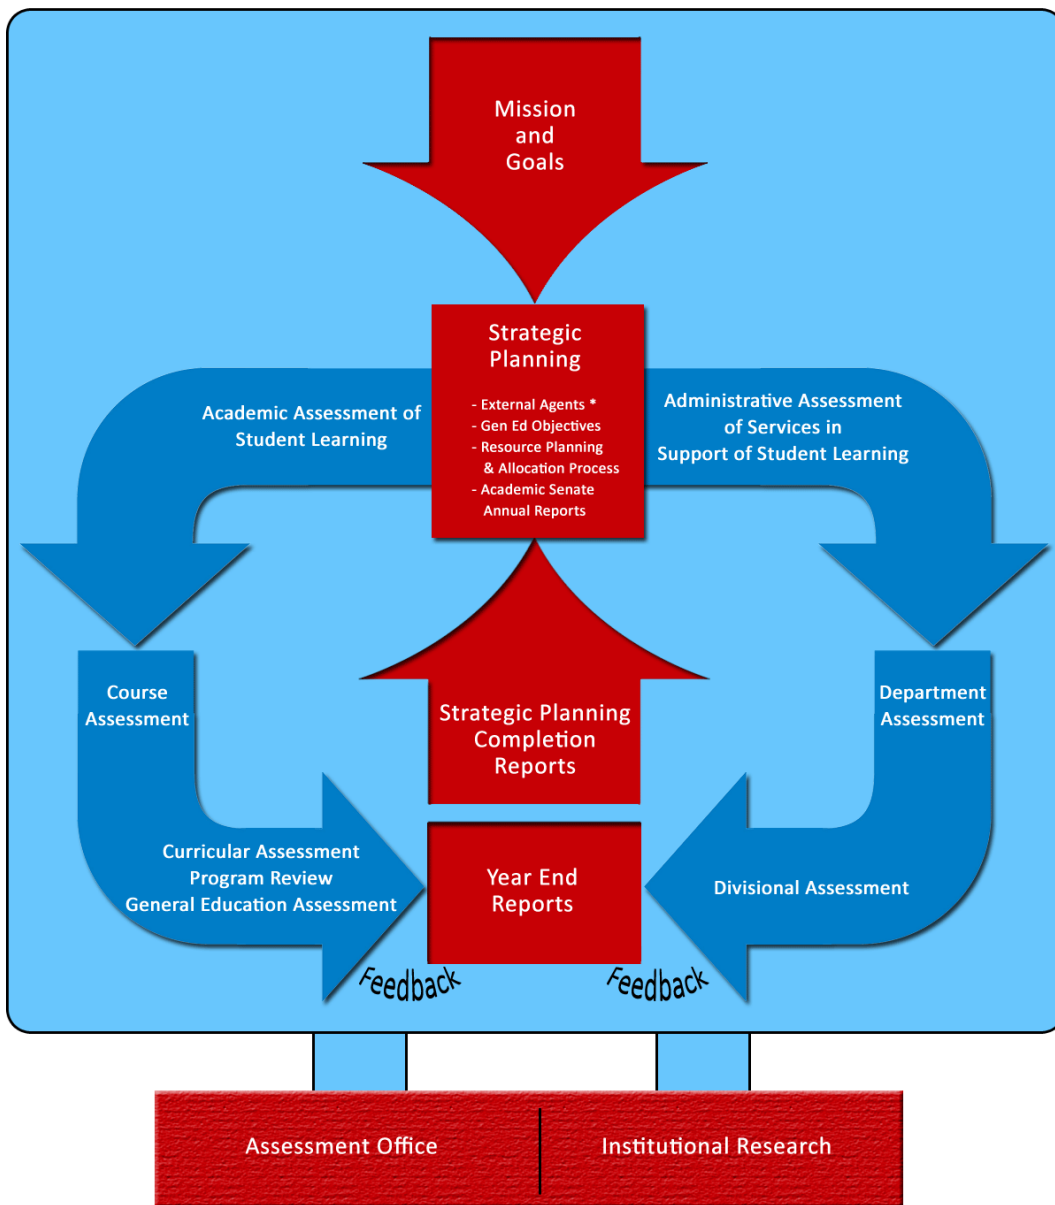 Mission
and
Goals
Strategic
Planning
- External Agents *
- Gen Ed Objectives
- Resource Planning
& Allocation Process
- Academic Senate
Annual Reports
Academic Assessment of
Student Learning
Administrative Assessment
of Services in
Support of Student Learning
Course
Assessment
Department
Assessment
Strategic Planning
Completion
Reports
Curricular Assessment
Program Review
General Education Assessment
Year End
Reports
Divisional Assessment
Feedback
Feedback
Assessment Office
Institutional Research